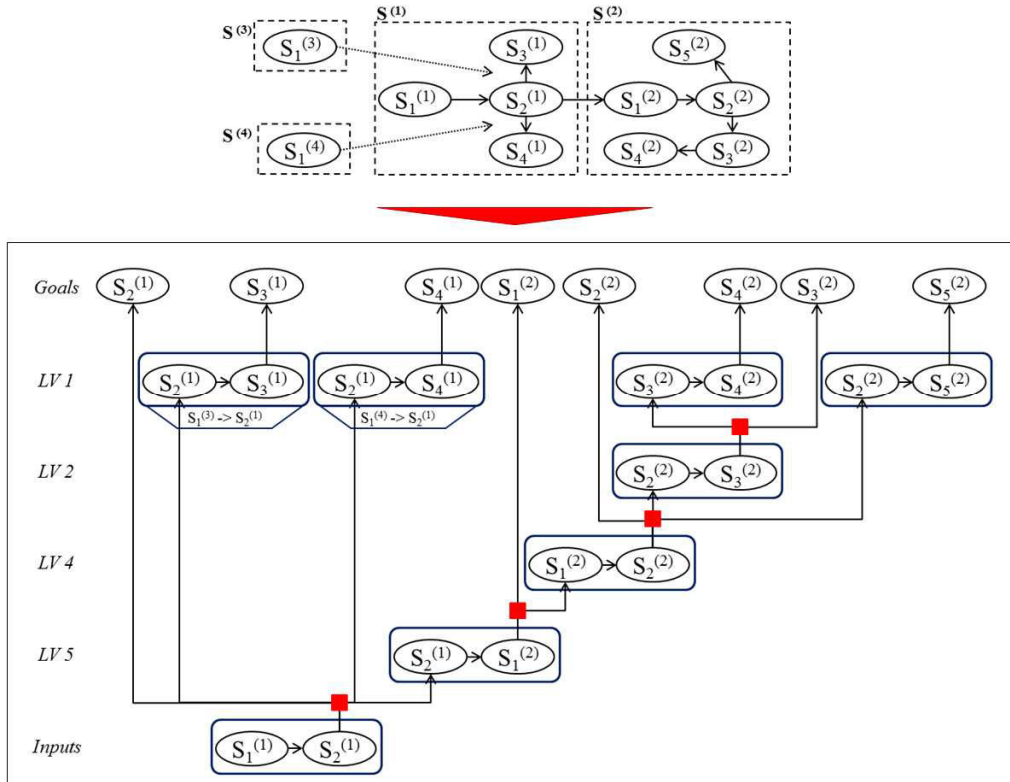 S^(1) S^(2)
S^(3) S₁^(3) S₃^(1) S₅^(2)
S₁^(1) S₂^(1) S₁^(2) S₂^(2)
S^(4) S₁^(4) S₄^(1) S₄^(2) S₃^(2)
Goals S₂^(1) S₃^(1) S₄^(1) S₁^(2) S₂^(2) S₄^(2) S₃^(2) S₅^(2)
LV 1 S₂^(1) S₃^(1) S₂^(1) S₄^(1) S₃^(2) S₄^(2) S₂^(2) S₅^(2)
S₁^(3) -> S₂^(1) S₁^(4) -> S₂^(1)
LV 2 S₂^(2) S₃^(2)
LV 4 S₁^(2) S₂^(2)
LV 5 S₂^(1) S₁^(2)
Inputs S₁^(1) S₂^(1)